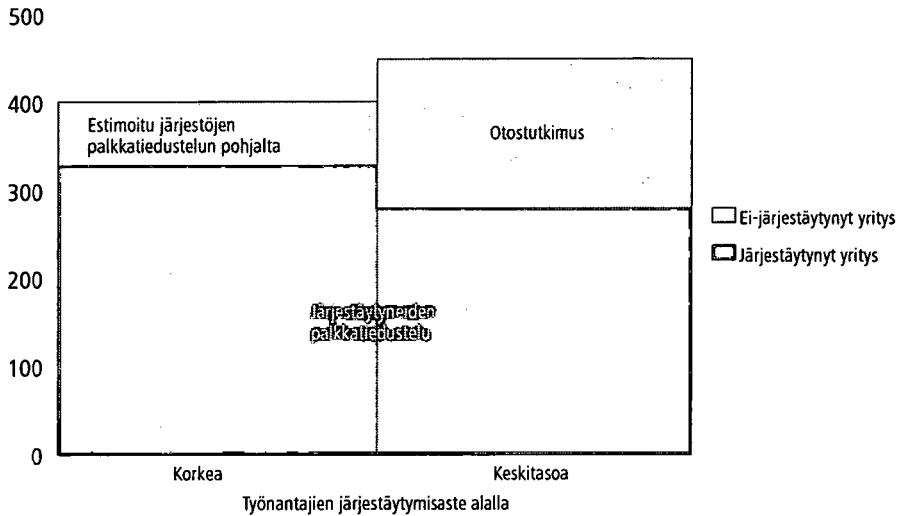 500
400
300
200
100
0
Estimoitu järjestöjen
palkkatiedustelun pohjalta
Otostutkimus
Järjestäytyneiden
palkkatiedustelu
Ei-järjestäytynyt yritys
Järjestäytynyt yritys
Korkea
Keskitasoa
Työnantajien järjestäytymisaste alalla